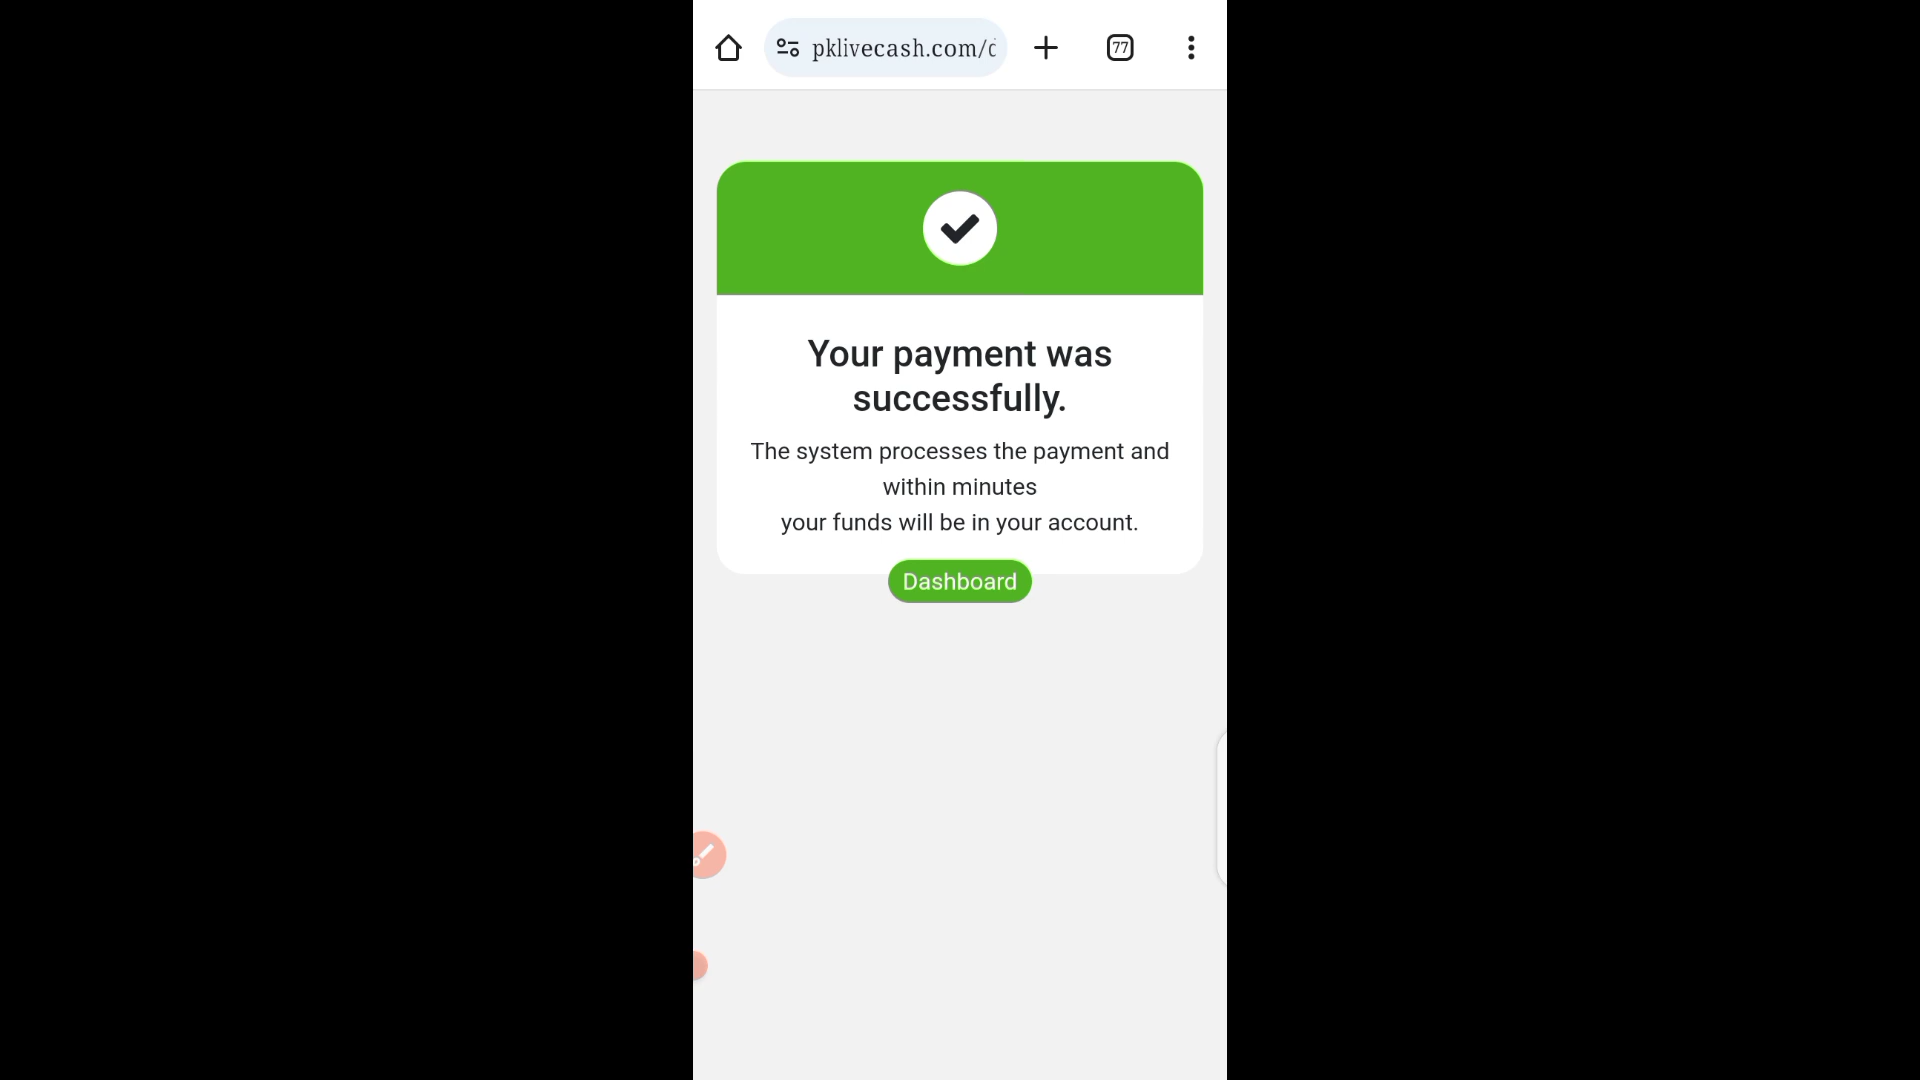 pklivecash.com/
77
Your payment was
successfully.
The system processes the payment and
within minutes
your funds will be in your account.
Dashboard